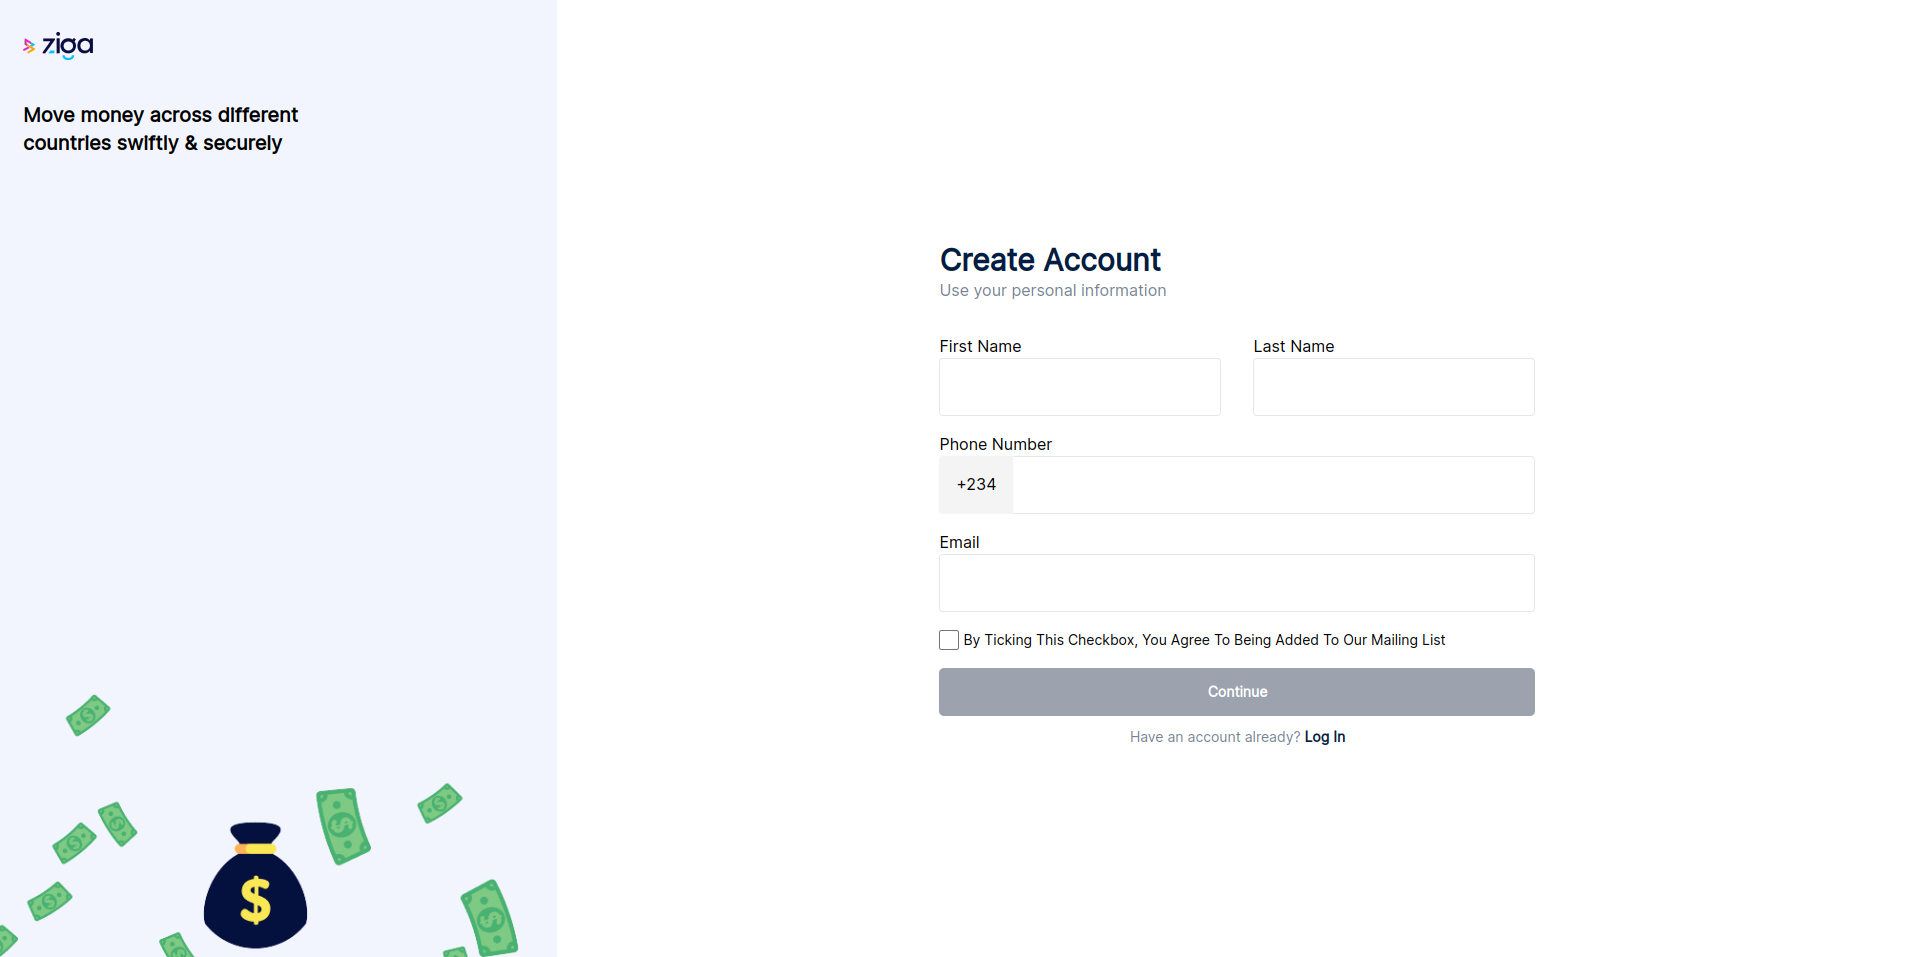 ziga
Move money across different
countries swiftly & securely
Create Account
Use your personal information
First Name
Last Name
Phone Number
+234
Email
By Ticking This Checkbox, You Agree To Being Added To Our Mailing List
Continue
Have an account already? Log In
$